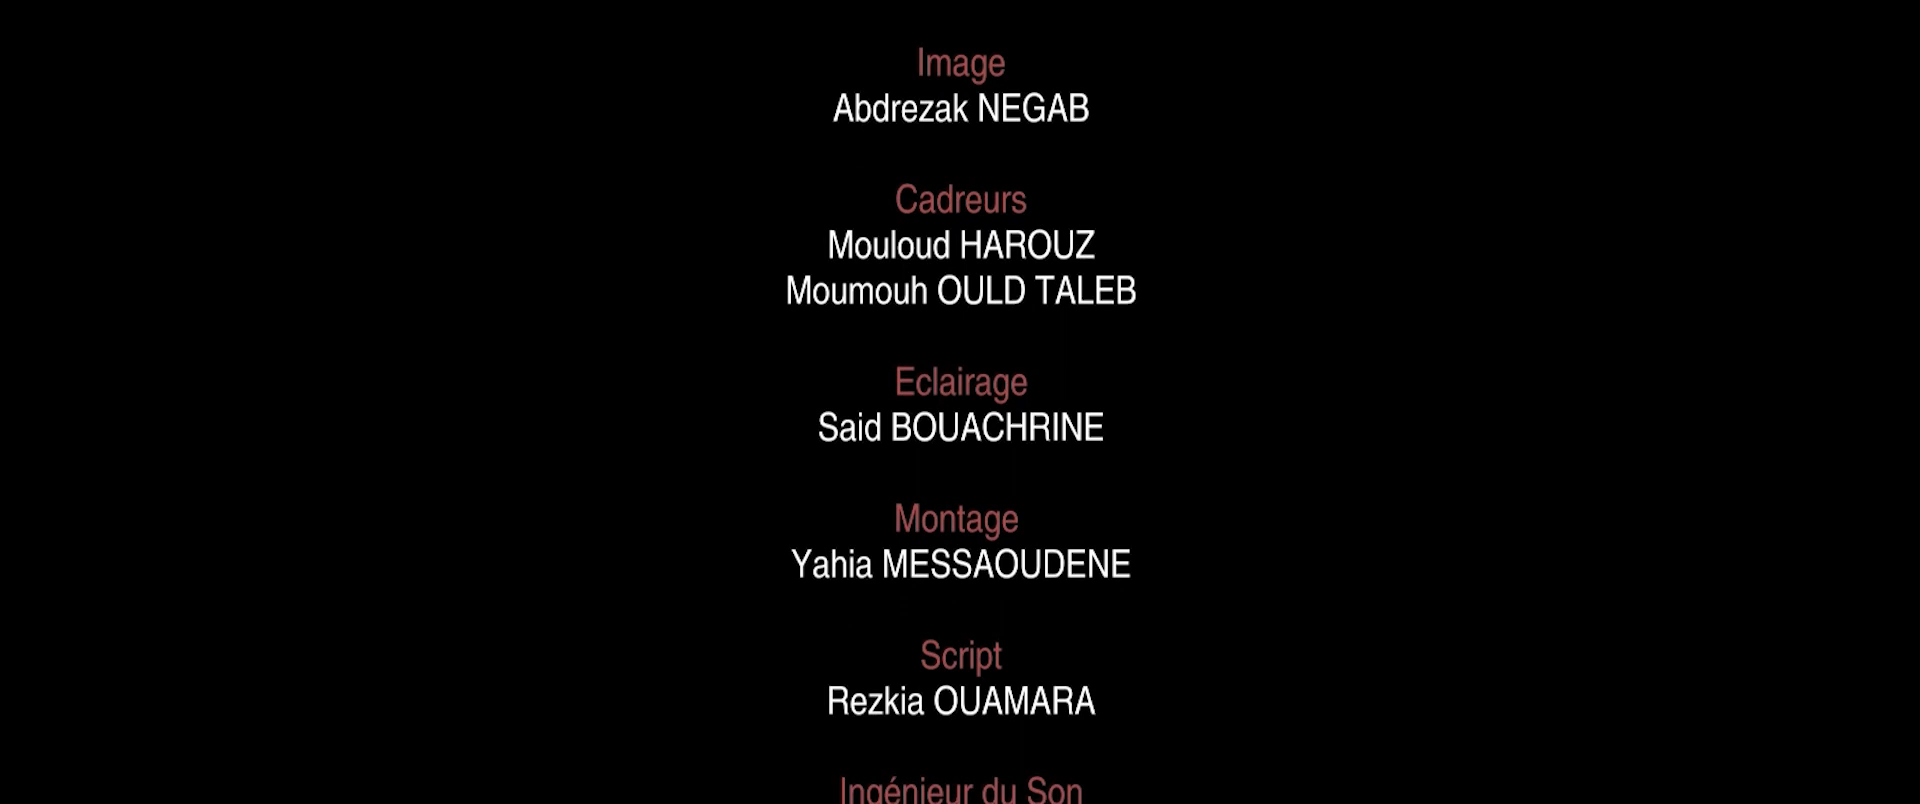 Image
Abdrezak NEGAB
Cadreurs
Mouloud HAROUZ
Moumouh OULD TALEB
Eclairage
Said BOUACHRINE
Montage
Yahia MESSAOUDENE
Script
Rezkia OUAMARA
Ingénieur du Son